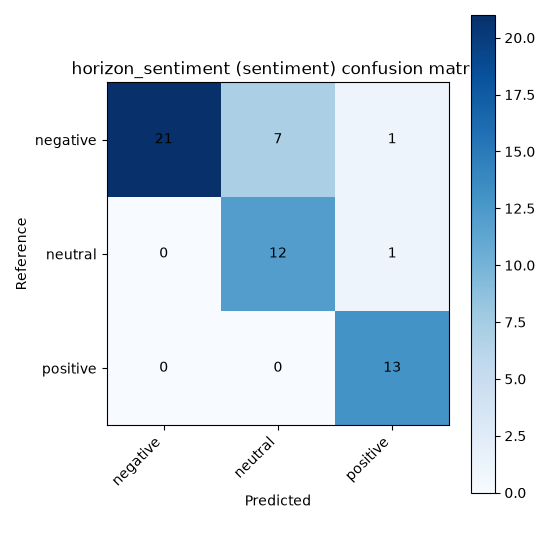 horizon_sentiment (sentiment) confusion matr
20.0
17.5
15.0
12.5
10.0
7.5
5.0
2.5
0.0
Reference
negative 21 7 1
neutral 0 12 1
positive 0 0 13
negative neutral positive
Predicted